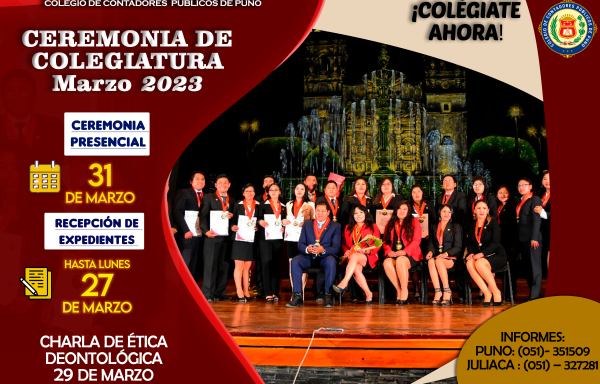 COLEGIO DE CONTADORES PÚBLICOS DE PUNO
CEREMONIA DE
COLEGIATURA
Marzo 2023
CEREMONIA
PRESENCIAL
31
DE MARZO
RECEPCIÓN DE
EXPEDIENTES
HASTA LUNES
27
DE MARZO
CHARLA DE ÉTICA
DEONTOLÓGICA
29 DE MARZO
¡COLÉGIATE
AHORA!
INFORMES:
PUNO: (051)- 351509
JULIACA : (051) – 327281